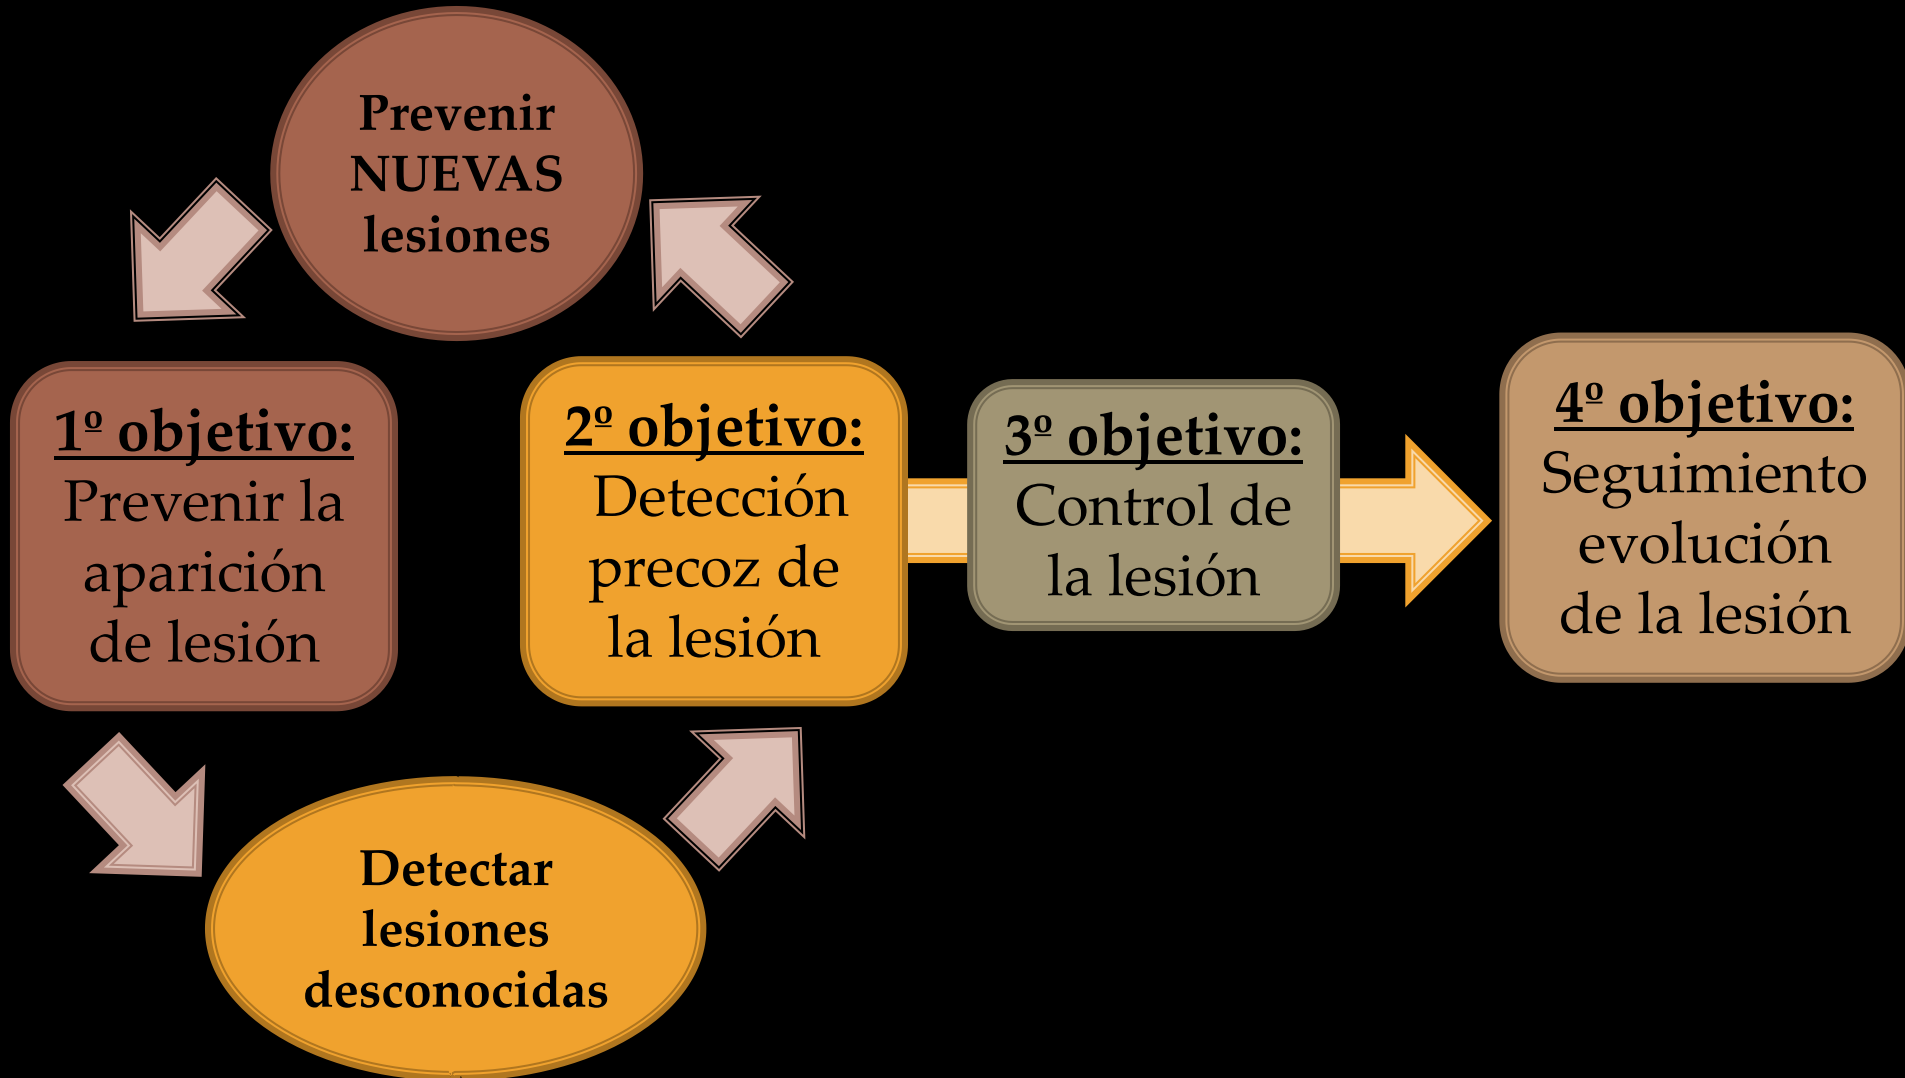 Prevenir
NUEVAS
lesiones
1º objetivo:
Prevenir la
aparición
de lesión
2º objetivo:
Detección
precoz de
la lesión
3º objetivo:
Control de
la lesión
4º objetivo:
Seguimiento
evolución
de la lesión
Detectar
lesiones
desconocidas